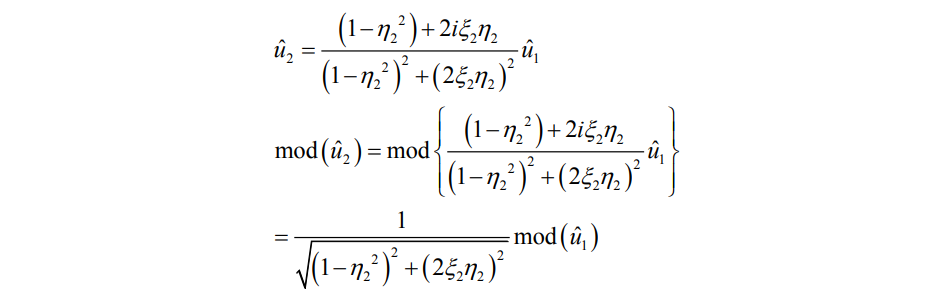 û₂ = ((1−η₂²)+2iξ₂η₂) / ((1−η₂²)²+(2ξ₂η₂)²) û₁
mod(û₂) = mod{((1−η₂²)+2iξ₂η₂) / ((1−η₂²)²+(2ξ₂η₂)²) û₁}
= 1 / √((1−η₂²)²+(2ξ₂η₂)²) mod(û₁)